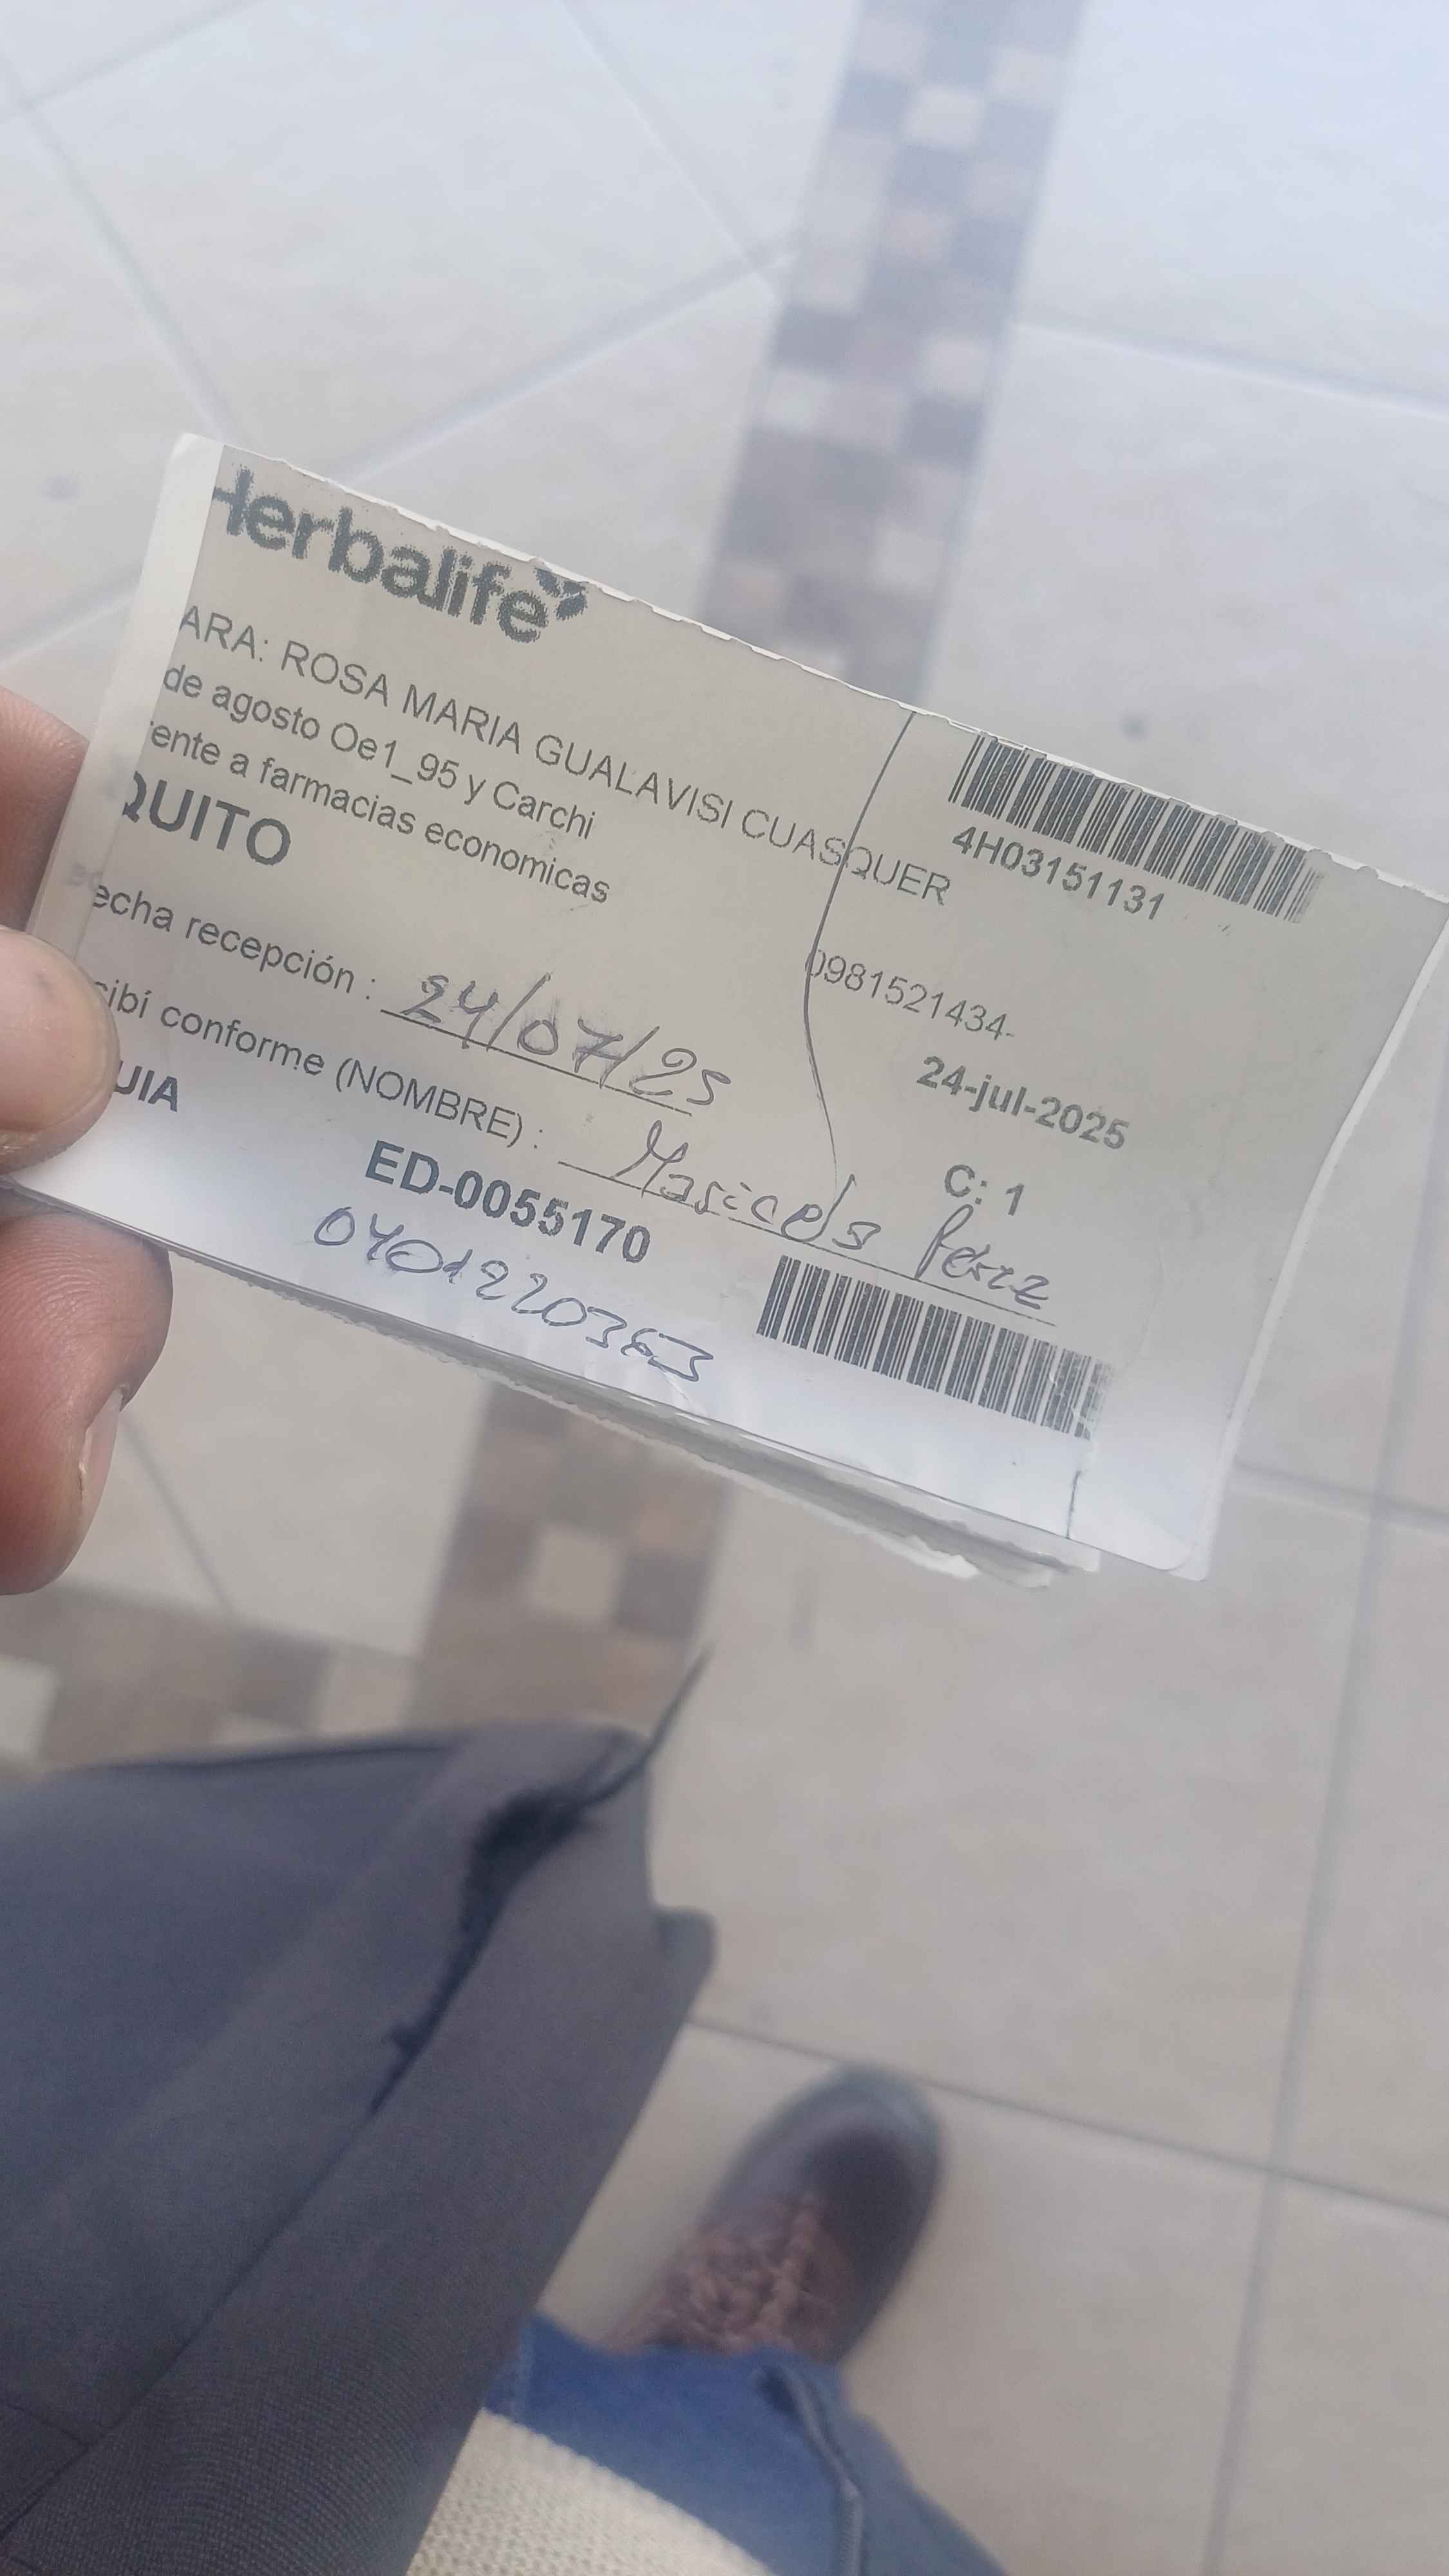 Herbalife
ARA: ROSA MARIA GUALAVISI CUASQUER
de agosto Oe1_95 y Carchi
ente a farmacias economicas
QUITO
4H03151131
0981521434-
24-jul-2025
C: 1
echa recepción : 24/07/25
cibí conforme (NOMBRE) : Maricela
UIA
ED-0055170